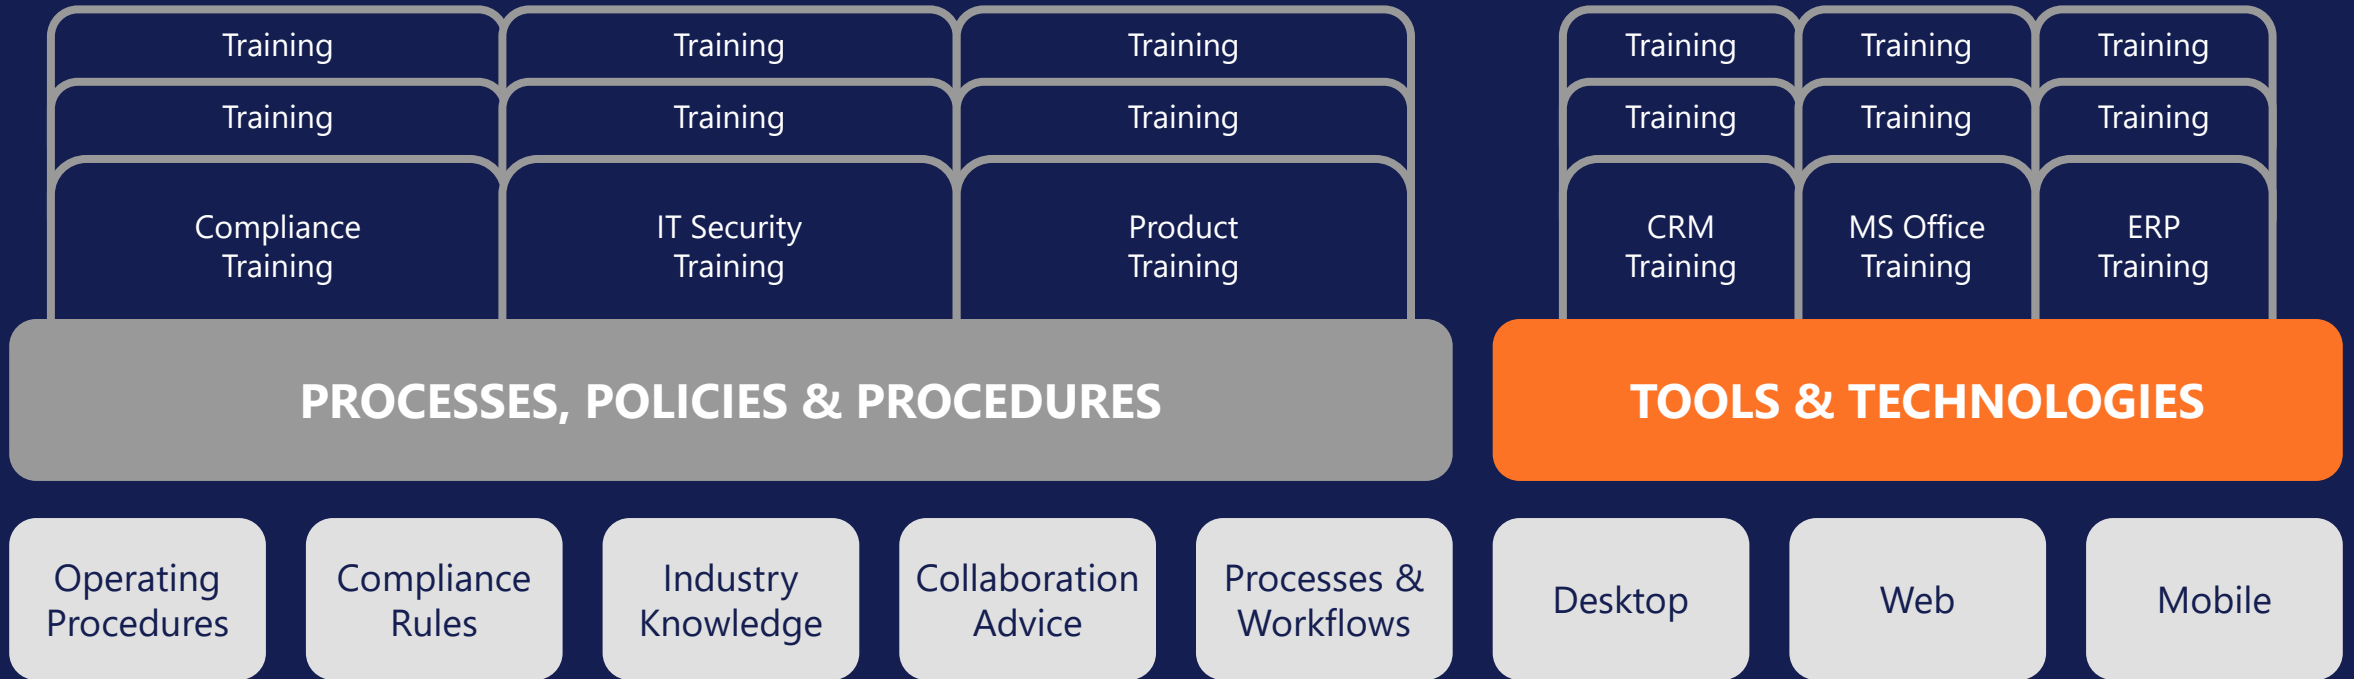 Training
Training
Training
Training
Training
Training
Training
Training
Training
Training
Training
Training
Compliance
Training
IT Security
Training
Product
Training
CRM
Training
MS Office
Training
ERP
Training
PROCESSES, POLICIES & PROCEDURES
TOOLS & TECHNOLOGIES
Operating
Procedures
Compliance
Rules
Industry
Knowledge
Collaboration
Advice
Processes &
Workflows
Desktop
Web
Mobile